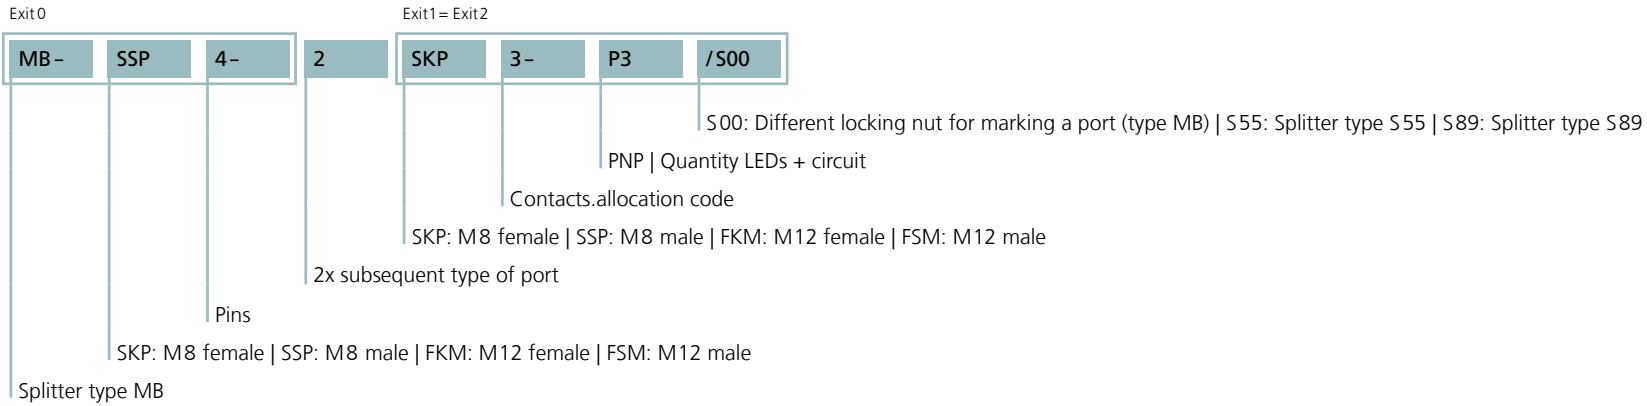 Exit 0 Exit1 = Exit 2
MB– SSP 4– 2 SKP 3– P3 /S00
S00: Different locking nut for marking a port (type MB) | S55: Splitter type S55 | S89: Splitter type S89
PNP | Quantity LEDs + circuit
Contacts.allocation code
SKP: M8 female | SSP: M8 male | FKM: M12 female | FSM: M12 male
2x subsequent type of port
Pins
SKP: M8 female | SSP: M8 male | FKM: M12 female | FSM: M12 male
Splitter type MB